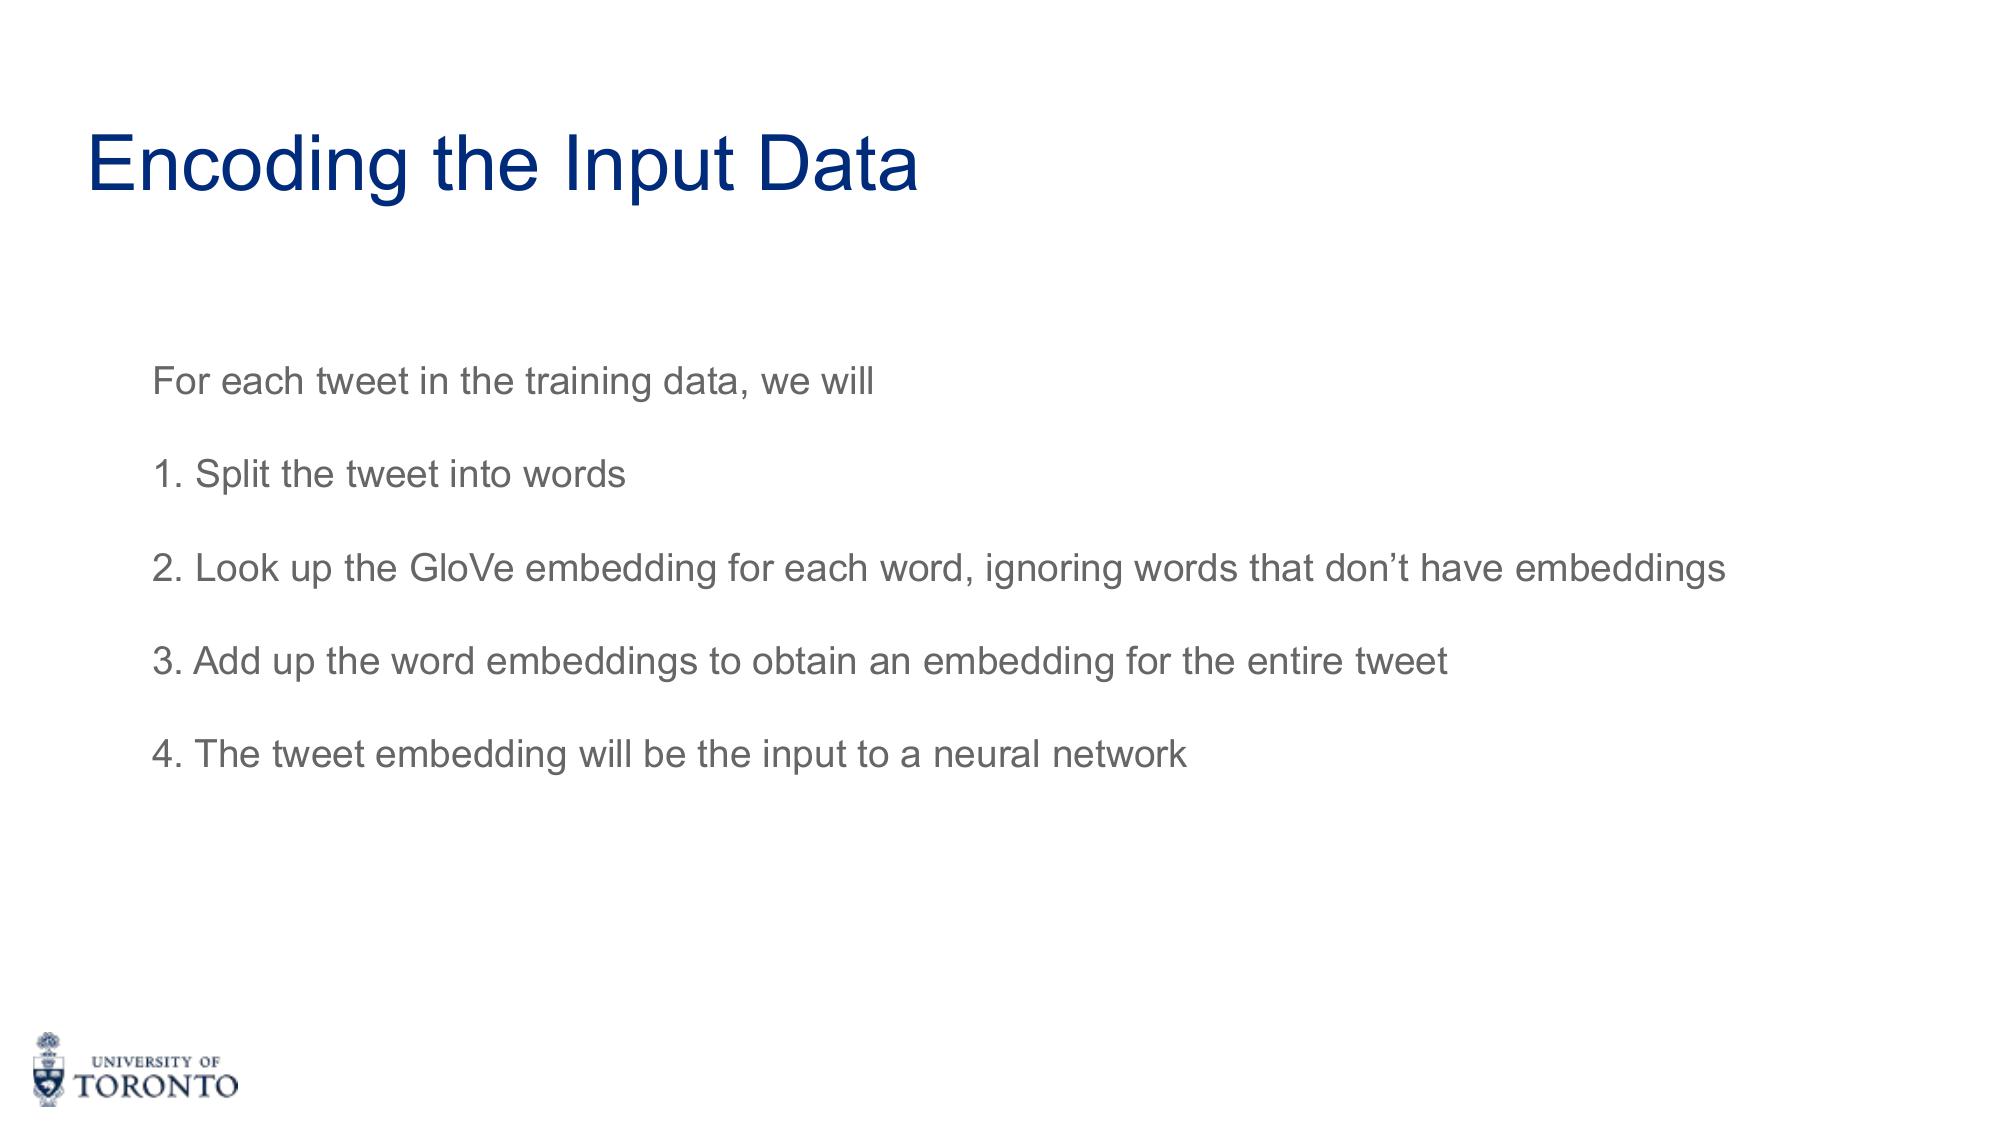 Encoding the Input Data
For each tweet in the training data, we will
1. Split the tweet into words
2. Look up the GloVe embedding for each word, ignoring words that don’t have embeddings
3. Add up the word embeddings to obtain an embedding for the entire tweet
4. The tweet embedding will be the input to a neural network
UNIVERSITY OF
TORONTO